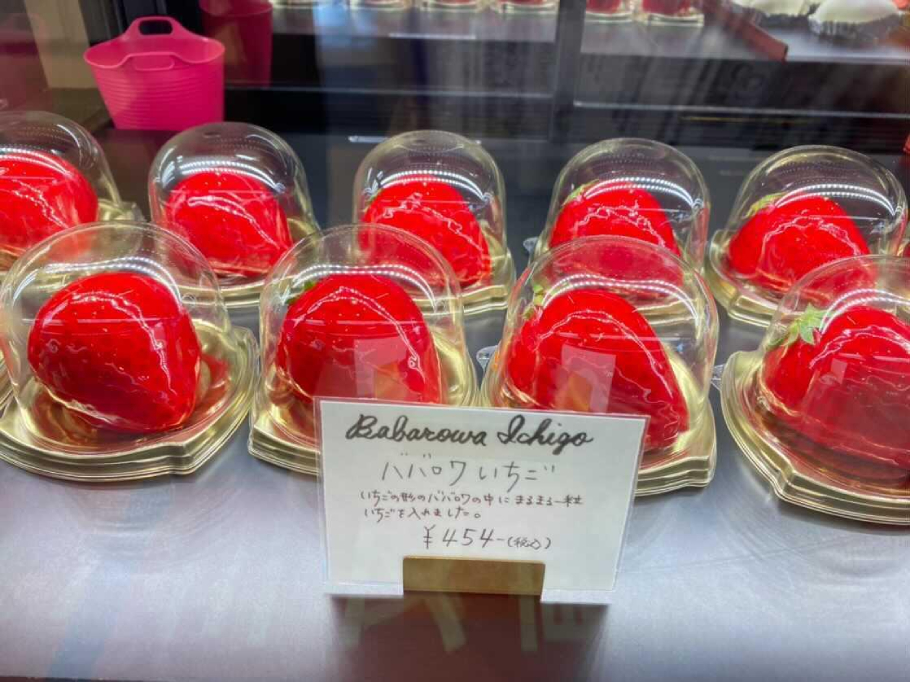 Babarowa Ichigo
ババロワいちご
いちごの形のババロワの中に まるまる一粒
いちごを入れました。
¥454-(税込)